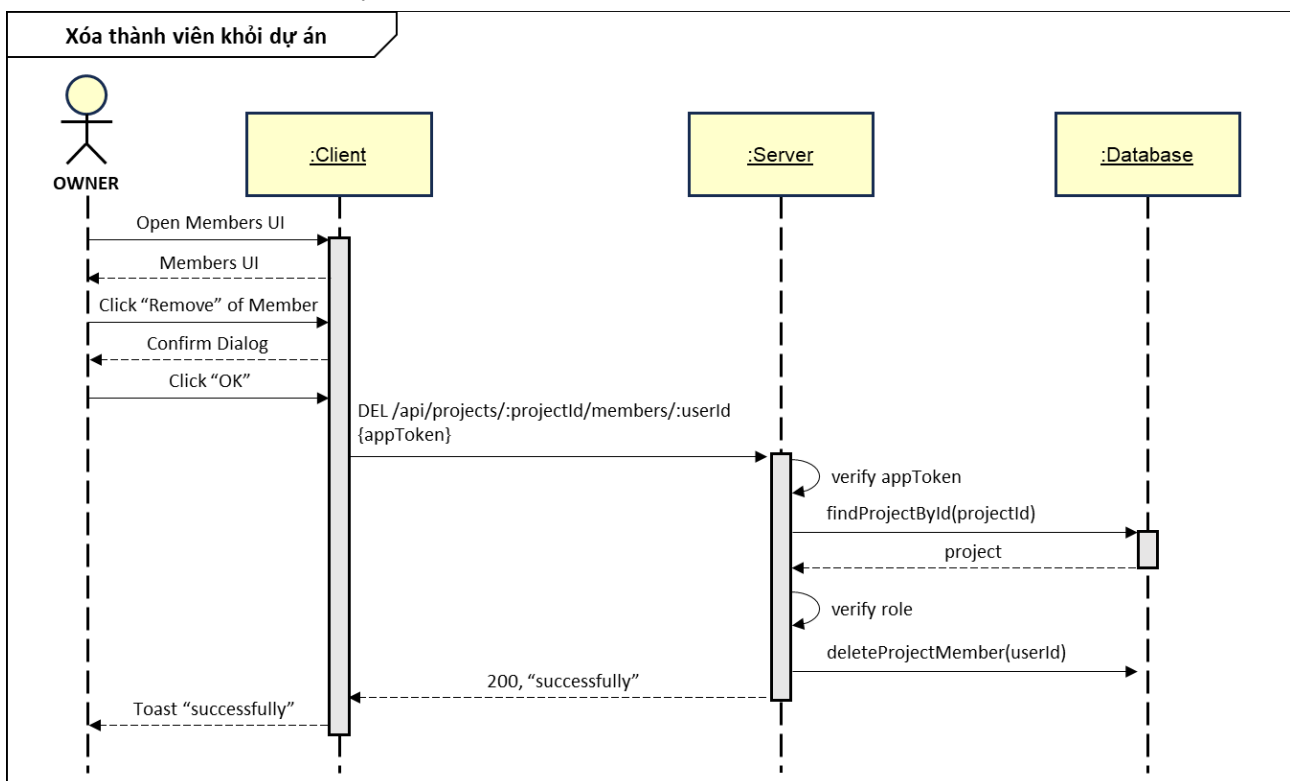 Xóa thành viên khỏi dự án
:Client
:Server
:Database
OWNER
Open Members UI
Members UI
Click “Remove” of Member
Confirm Dialog
Click “OK”
DEL /api/projects/:projectId/members/:userId
{appToken}
verify appToken
findProjectById(projectId)
project
verify role
deleteProjectMember(userId)
200, “successfully”
Toast “successfully”